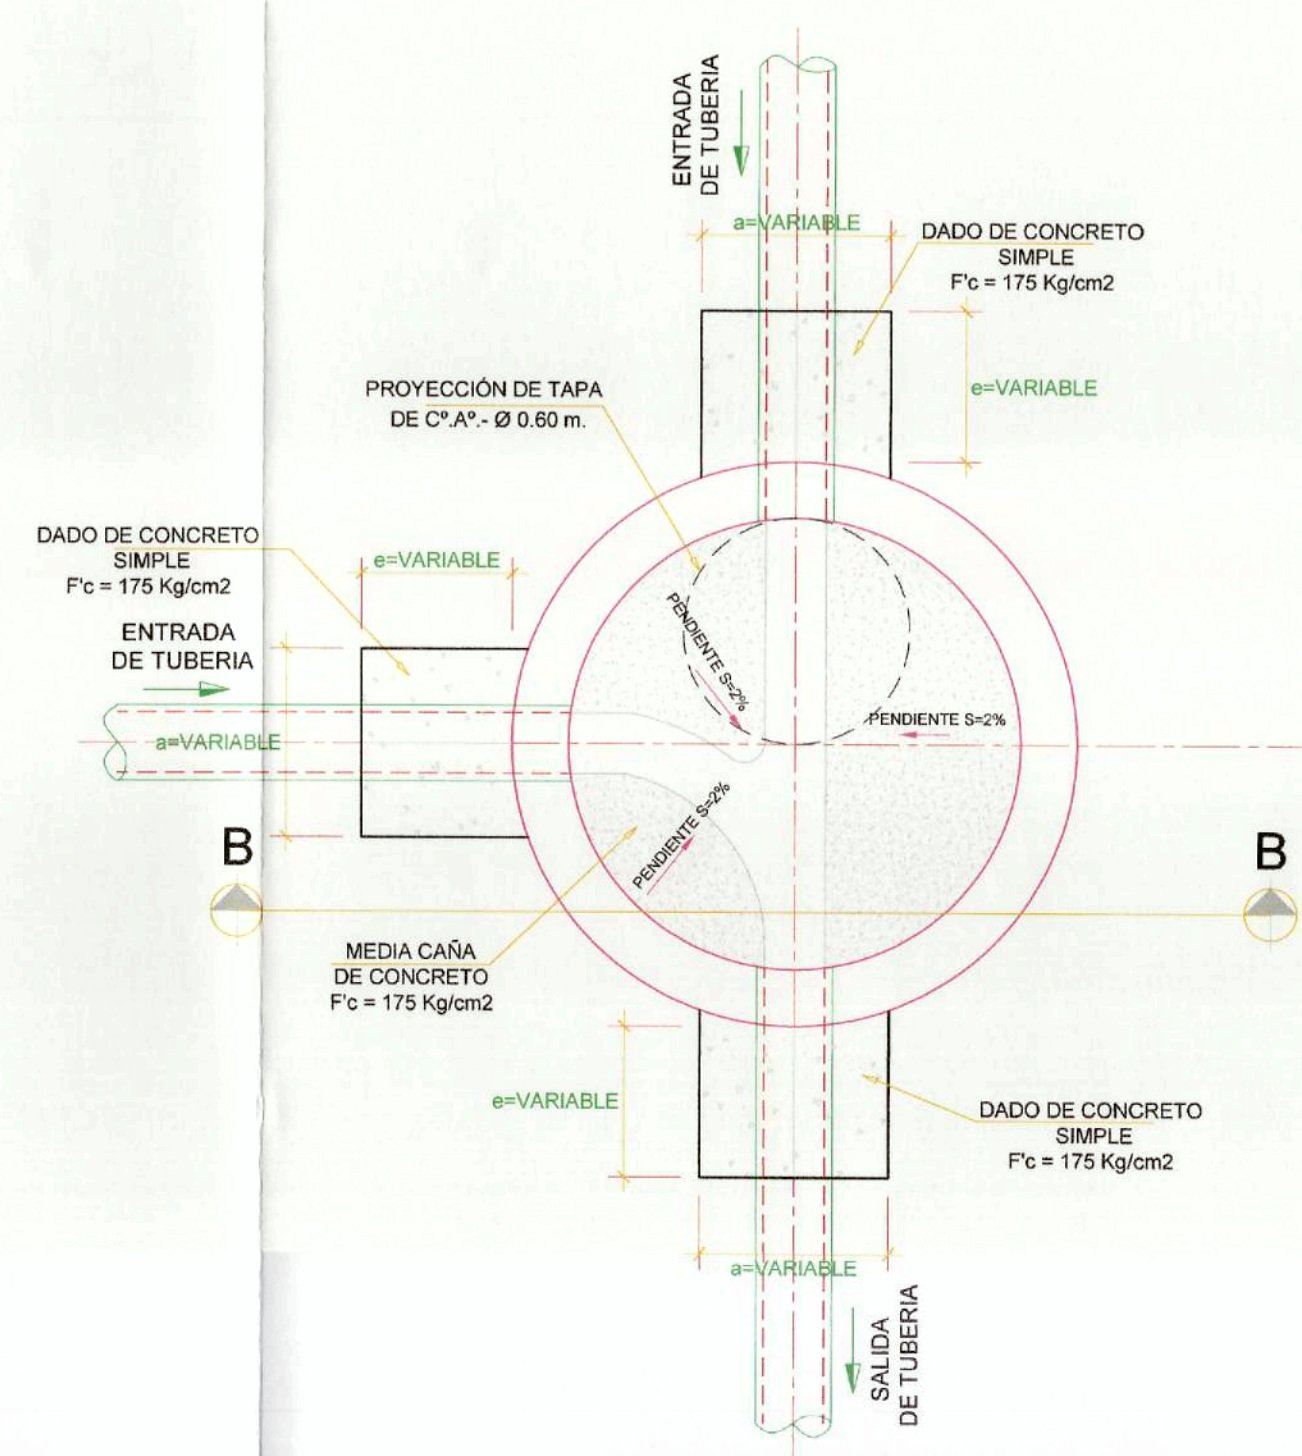 ENTRADA
DE TUBERIA
a=VARIABLE
DADO DE CONCRETO
SIMPLE
F'c = 175 Kg/cm2
e=VARIABLE
PROYECCIÓN DE TAPA
DE Cº.Aº.- Ø 0.60 m.
DADO DE CONCRETO
SIMPLE
F'c = 175 Kg/cm2
e=VARIABLE
ENTRADA
DE TUBERIA
a=VARIABLE
PENDIENTE S=2%
PENDIENTE S=2%
PENDIENTE S=2%
B
B
MEDIA CAÑA
DE CONCRETO
F'c = 175 Kg/cm2
e=VARIABLE
DADO DE CONCRETO
SIMPLE
F'c = 175 Kg/cm2
a=VARIABLE
SALIDA
DE TUBERIA